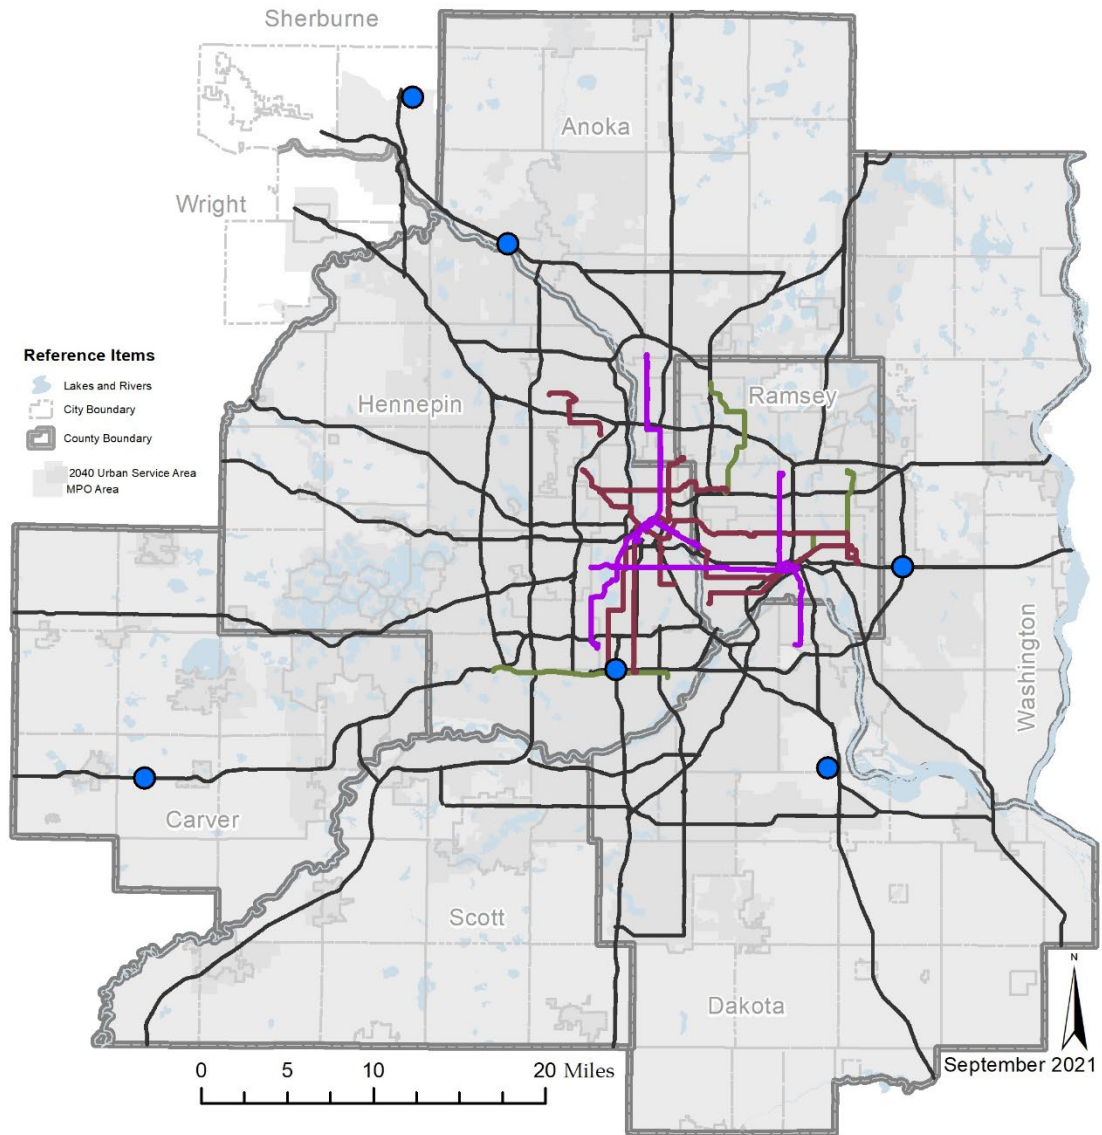 Sherburne
Anoka
Wright
Reference Items
Lakes and Rivers
City Boundary
County Boundary
2040 Urban Service Area
MPO Area
Hennepin
Ramsey
Washington
Carver
Scott
Dakota
N
September 2021
0 5 10 20 Miles